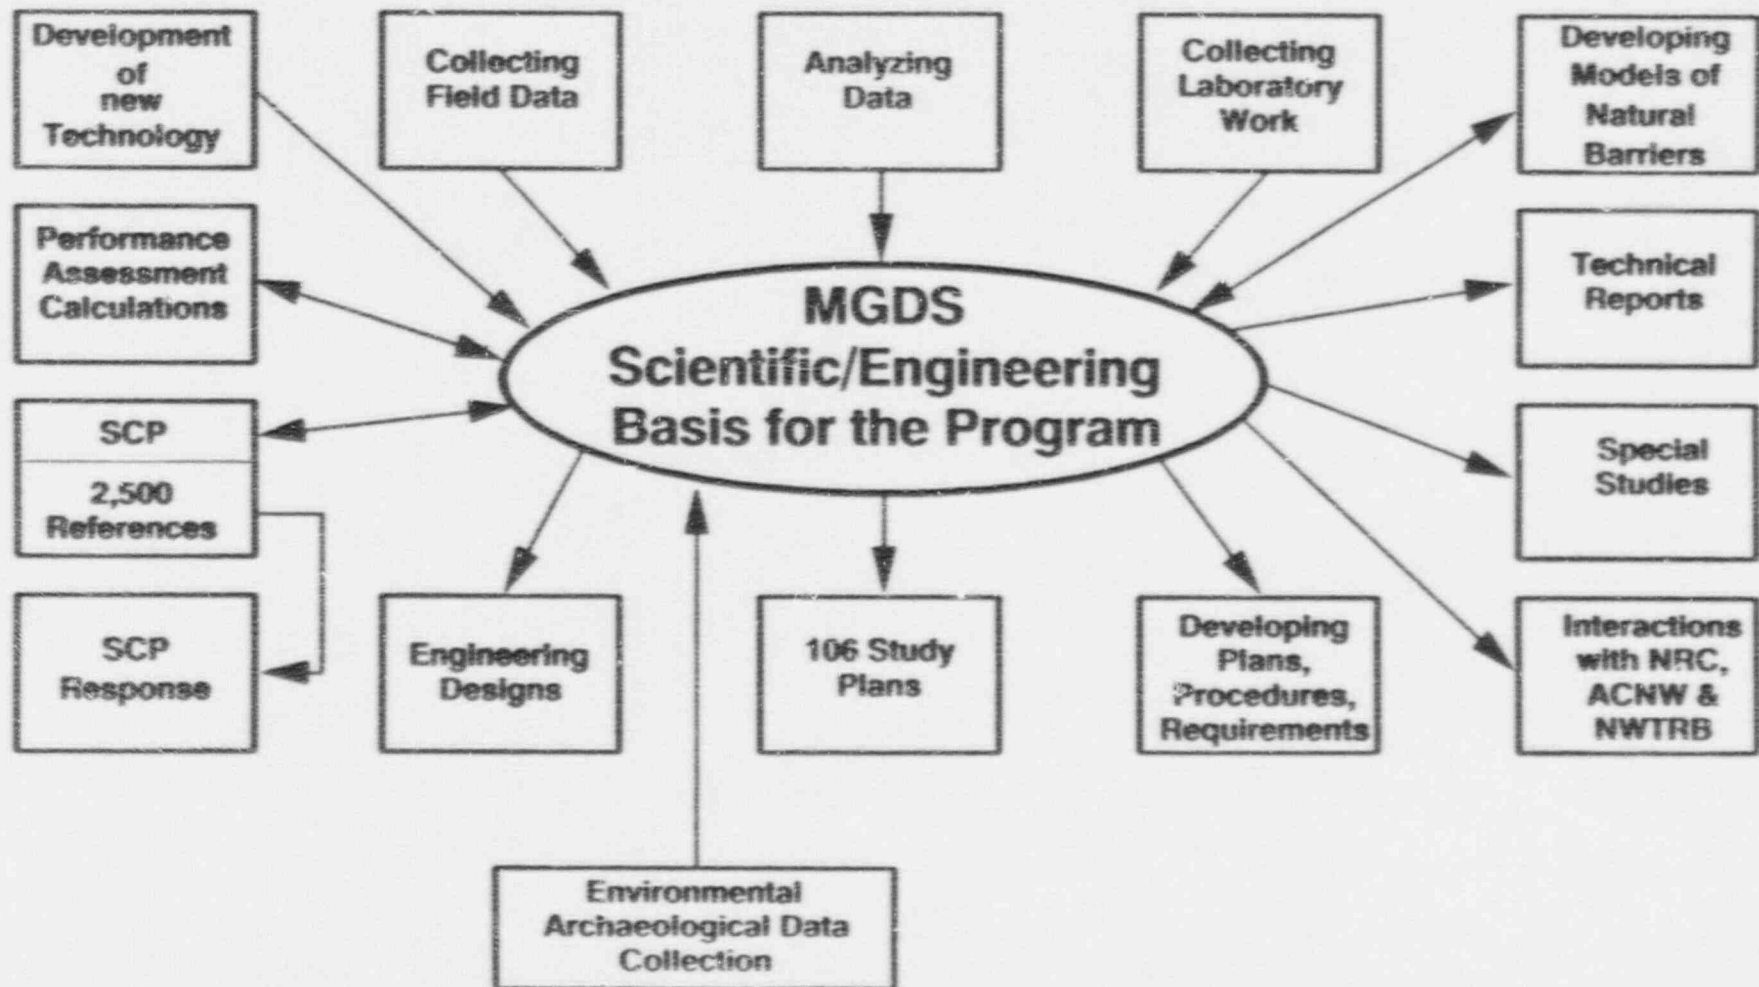 Development
of
new
Technology
Collecting
Field Data
Analyzing
Data
Collecting
Laboratory
Work
Developing
Models of
Natural
Barriers
Performance
Assessment
Calculations
Technical
Reports
MGDS
Scientific/Engineering
Basis for the Program
SCP
2,500
References
Special
Studies
SCP
Response
Engineering
Designs
106 Study
Plans
Developing
Plans,
Procedures,
Requirements
Interactions
with NRC,
ACNW &
NWTRB
Environmental
Archaeological Data
Collection